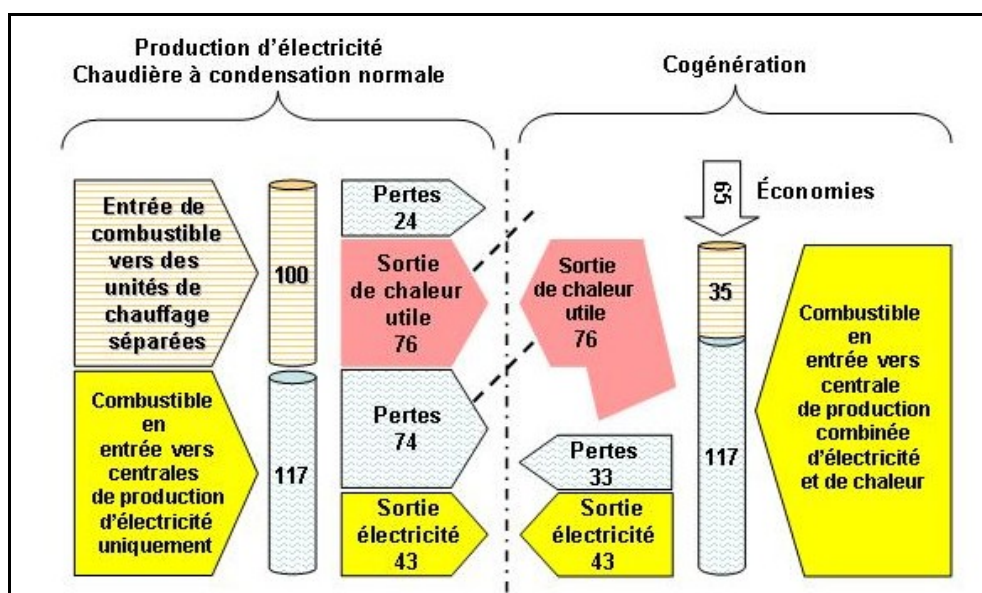 Production d’électricité
Chaudière à condensation normale
Cogénération
Entrée de
combustible
vers des
unités de
chauffage
séparées
100
Pertes
24
Sortie
de chaleur
utile
76
Combustible
en
entrée vers
centrales
de production
d’électricité
uniquement
117
Pertes
74
Sortie
électricité
43
Sortie
de chaleur
utile
76
Pertes
33
Sortie
électricité
43
65
Économies
35
117
Combustible
en
entrée vers
centrale
de production
combinée
d’électricité
et de chaleur